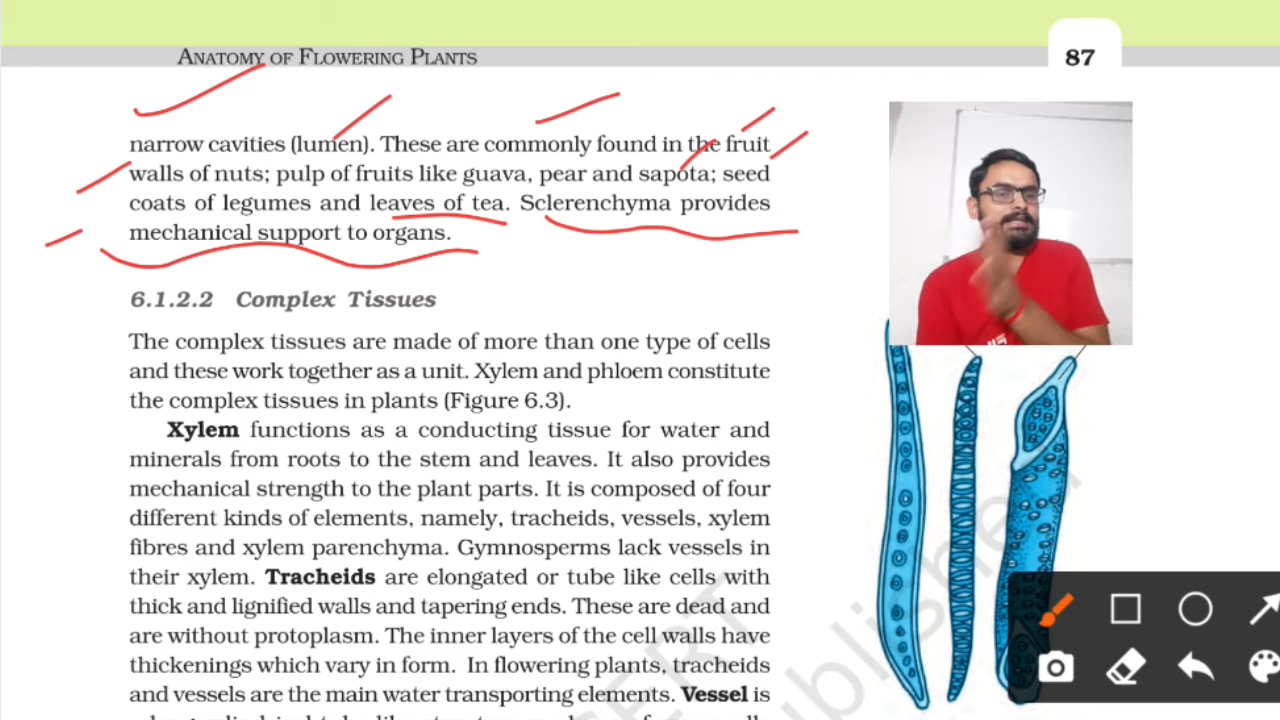 ANATOMY OF FLOWERING PLANTS
87
narrow cavities (lumen). These are commonly found in the fruit
walls of nuts; pulp of fruits like guava, pear and sapota; seed
coats of legumes and leaves of tea. Sclerenchyma provides
mechanical support to organs.
6.1.2.2 Complex Tissues
The complex tissues are made of more than one type of cells
and these work together as a unit. Xylem and phloem constitute
the complex tissues in plants (Figure 6.3).
Xylem functions as a conducting tissue for water and
minerals from roots to the stem and leaves. It also provides
mechanical strength to the plant parts. It is composed of four
different kinds of elements, namely, tracheids, vessels, xylem
fibres and xylem parenchyma. Gymnosperms lack vessels in
their xylem. Tracheids are elongated or tube like cells with
thick and lignified walls and tapering ends. These are dead and
are without protoplasm. The inner layers of the cell walls have
thickenings which vary in form. In flowering plants, tracheids
and vessels are the main water transporting elements. Vessel is